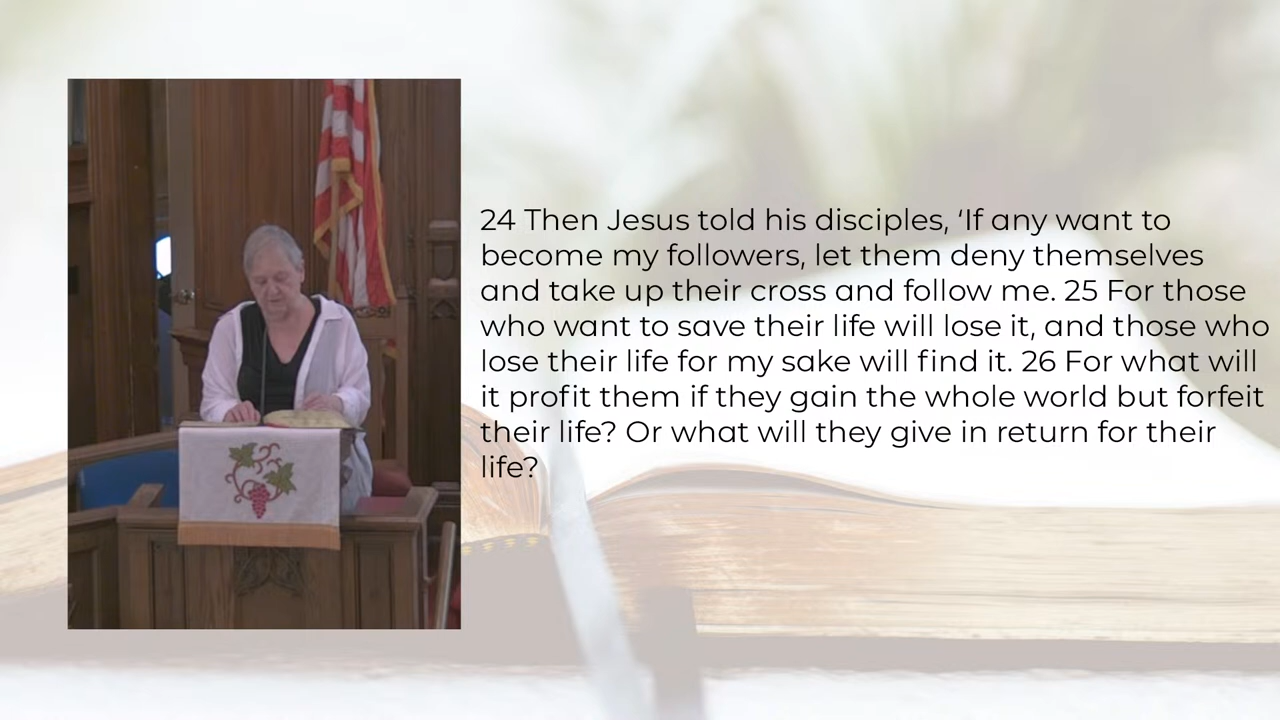 24 Then Jesus told his disciples, ‘If any want to
become my followers, let them deny themselves
and take up their cross and follow me. 25 For those
who want to save their life will lose it, and those who
lose their life for my sake will find it. 26 For what will
it profit them if they gain the whole world but forfeit
their life? Or what will they give in return for their
life?